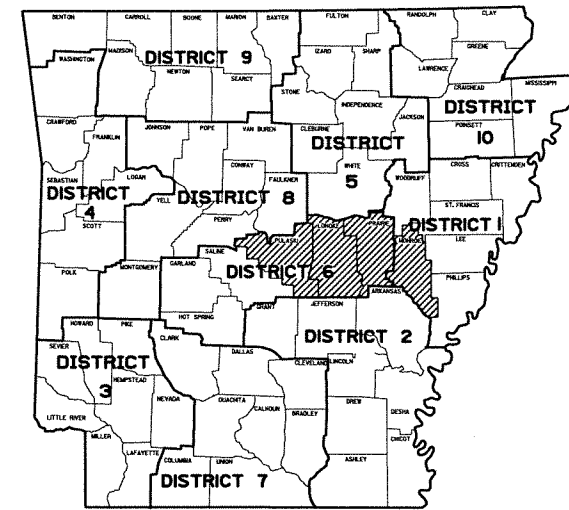 BENTON CARROLL BOONE MARION BAXTER FULTON RANDOLPH CLAY
WASHINGTON MADISON DISTRICT 9 IZARD SHARP GREENE
NEWTON SEARCY LAWRENCE
STONE CRAIGHEAD MISSISSIPPI
INDEPENDENCE DISTRICT
CRAWFORD JOHNSON POPE VAN BUREN CLEBURNE JACKSON POINSETT
FRANKLIN DISTRICT 10
CONWAY WHITE CROSS CRITTENDEN
SEBASTIAN LOGAN FAULKNER 5 WOODRUFF
DISTRICT YELL DISTRICT 8 ST. FRANCIS
4 PERRY DISTRICT 1
SCOTT SALINE PULASKI LONOKE PRAIRIE MONROE LEE
POLK MONTGOMERY GARLAND DISTRICT 6 PHILLIPS
HOT SPRING GRANT JEFFERSON ARKANSAS
HOWARD PIKE CLARK DISTRICT 2
SEVIER DISTRICT DALLAS CLEVELAND LINCOLN
HEMPSTEAD
3 NEVADA OUACHITA DREW DESHA
LITTLE RIVER CALHOUN BRADLEY
MILLER CHICOT
LAFAYETTE COLUMBIA UNION ASHLEY
DISTRICT 7